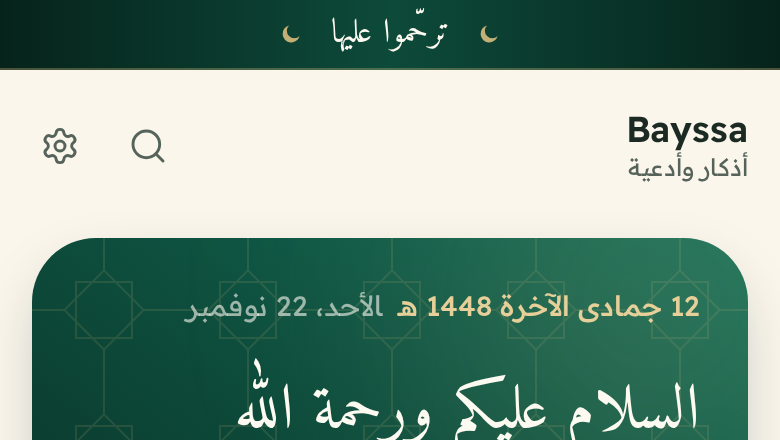 ترحّموا عليها
Bayssa
أذكار وأدعية
12 جمادى الآخرة 1448 هـ الأحد، 22 نوفمبر
السلام عليكم ورحمة الله